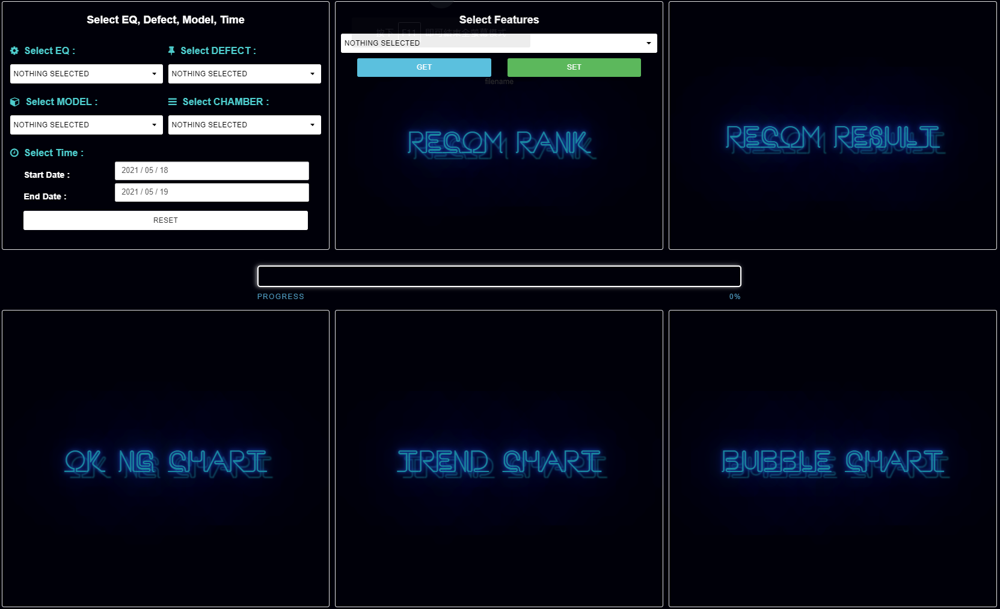 Select EQ, Defect, Model, Time
Select EQ :
Select DEFECT :
NOTHING SELECTED
NOTHING SELECTED
Select MODEL :
Select CHAMBER :
NOTHING SELECTED
NOTHING SELECTED
Select Time :
Start Date :
2021 / 05 / 18
End Date :
2021 / 05 / 19
RESET
Select Features
按下 F11 即可結束全螢幕模式
NOTHING SELECTED
GET
SET
filename
RECOM RANK
RECOM RESULT
PROGRESS
0%
OK NG CHART
TREND CHART
BUBBLE CHART